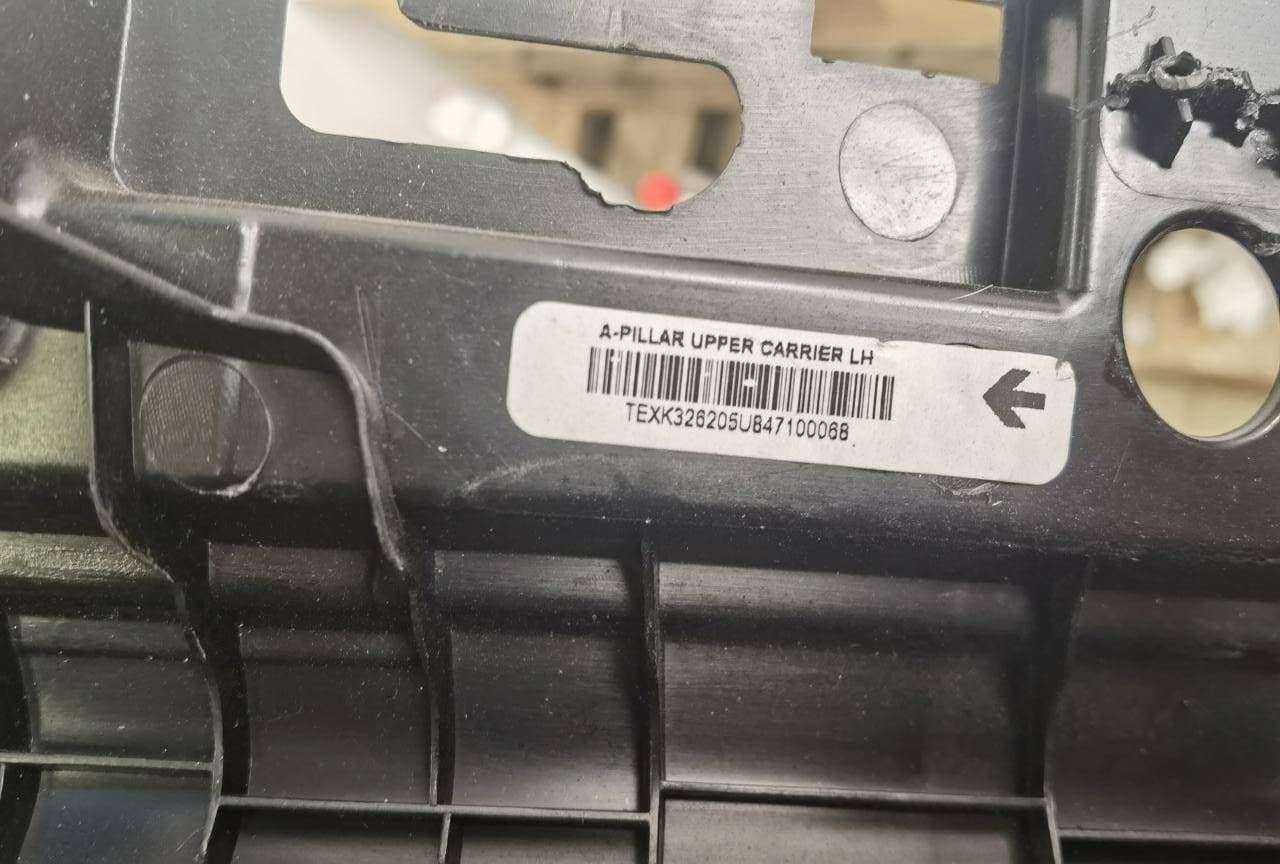 A-PILLAR UPPER CARRIER LH
TEXK326205U847100068